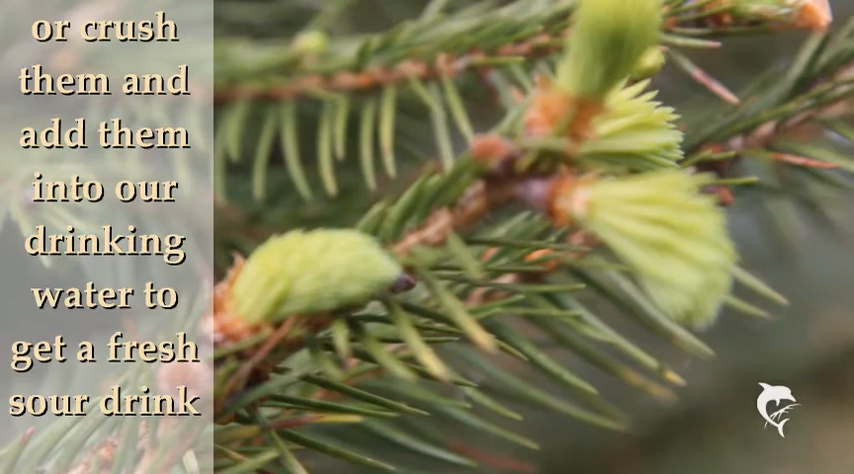 or crush
them and
add them
into our
drinking
water to
get a fresh
sour drink